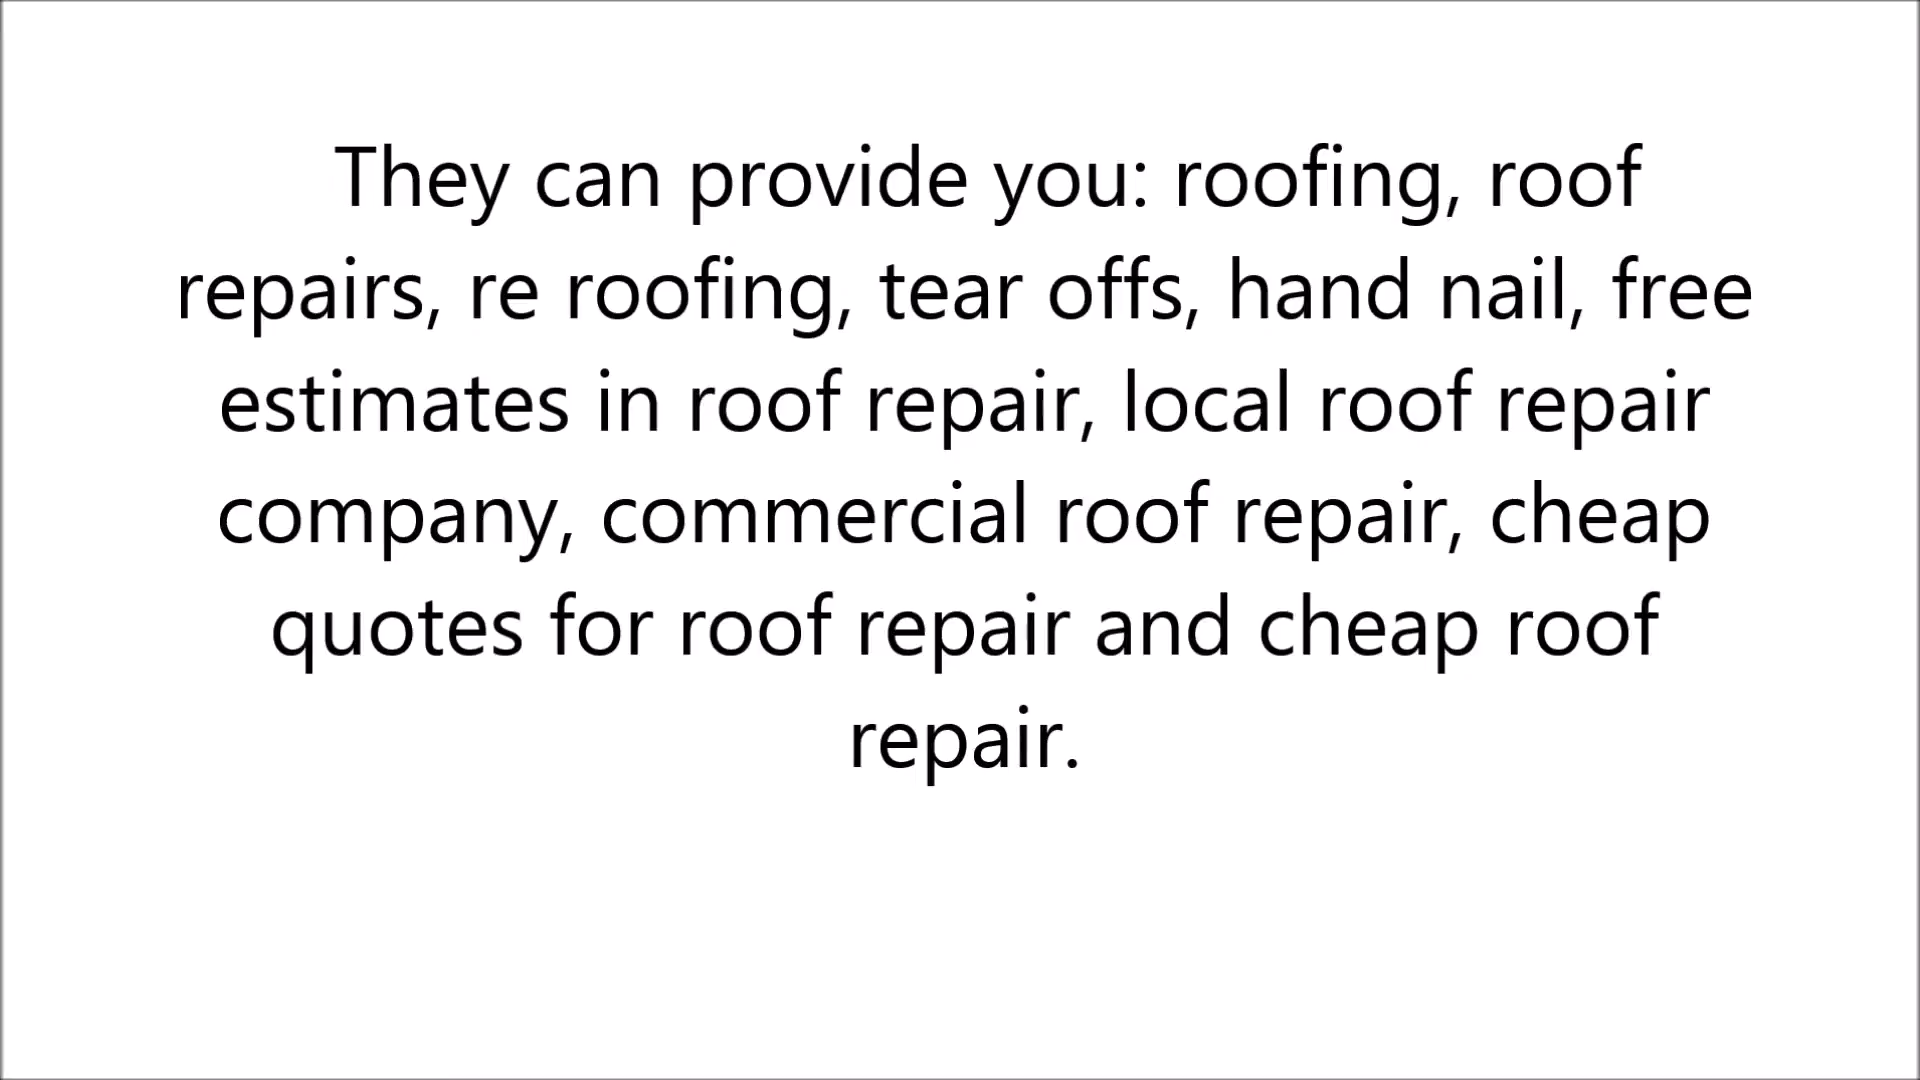 They can provide you: roofing, roof
repairs, re roofing, tear offs, hand nail, free
estimates in roof repair, local roof repair
company, commercial roof repair, cheap
quotes for roof repair and cheap roof
repair.